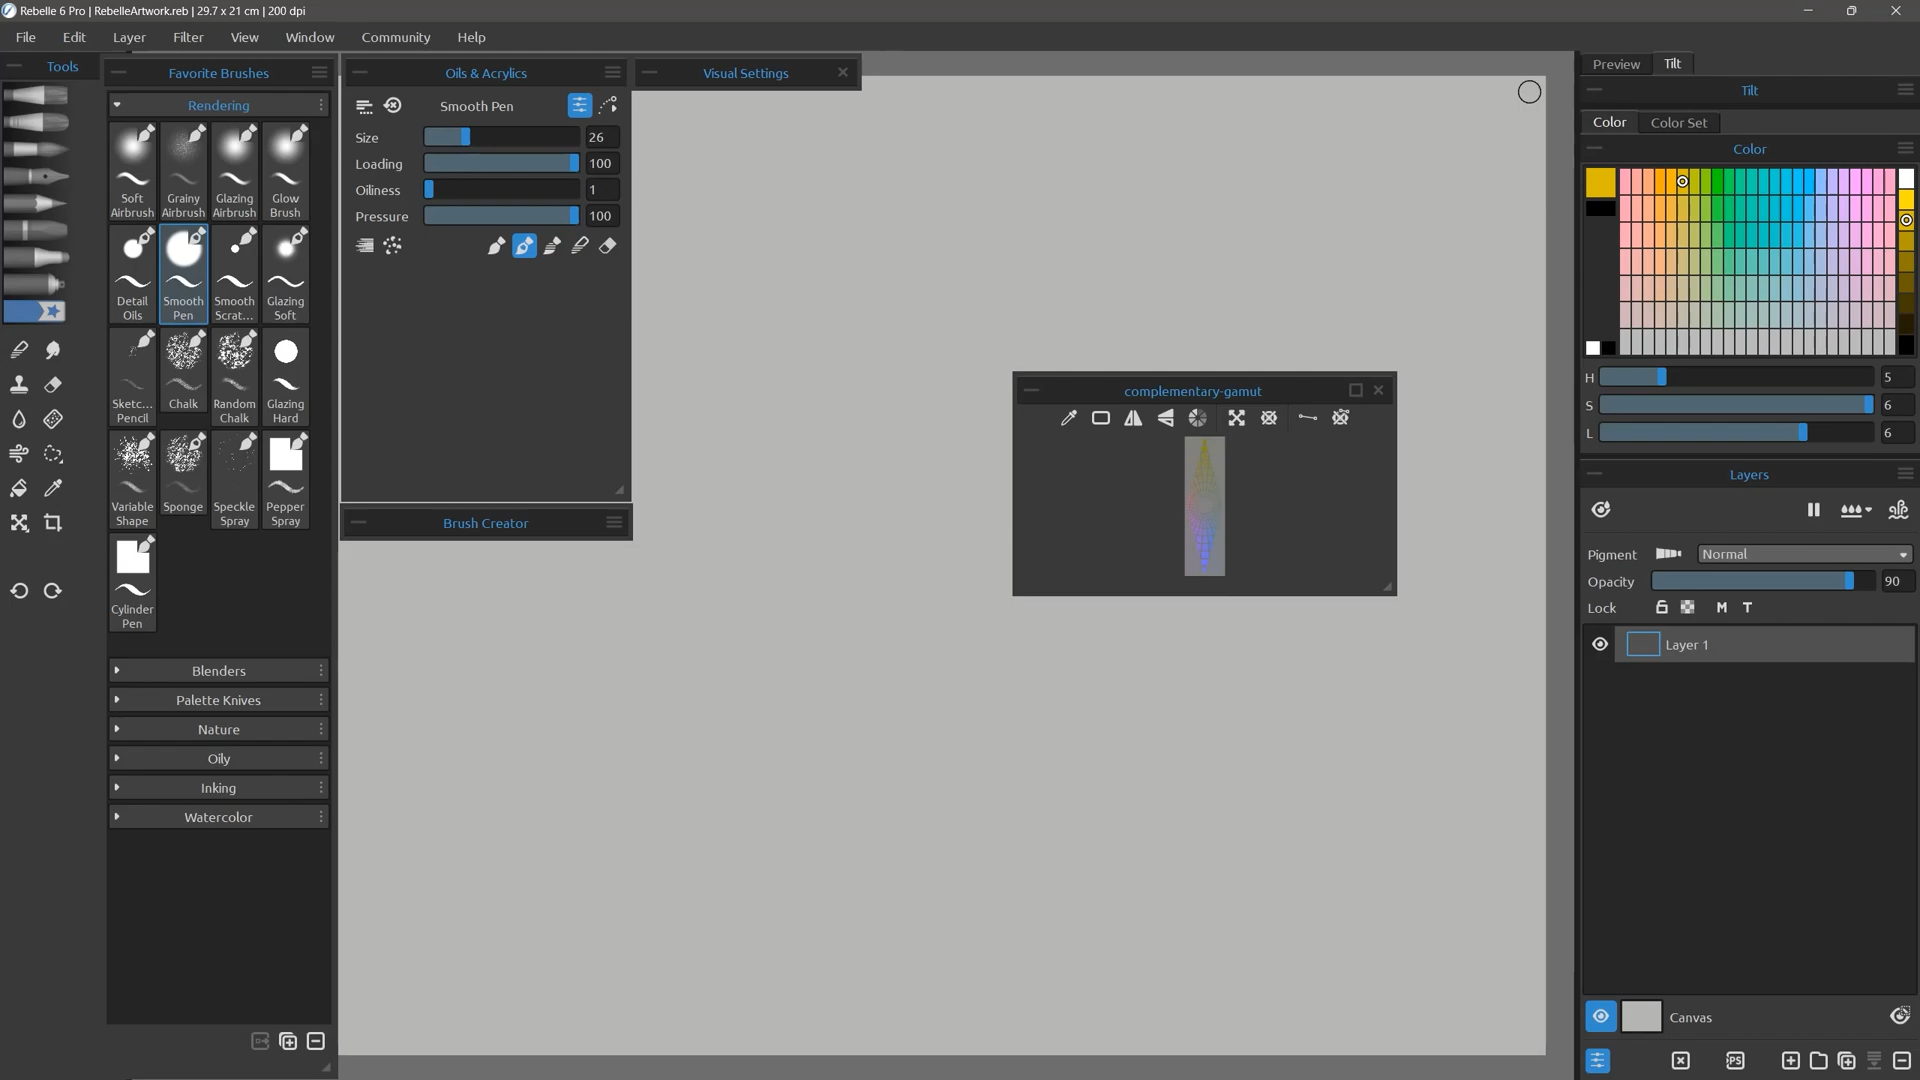 Rebelle 6 Pro | RebelleArtwork.reb | 29.7 x 21 cm | 200 dpi
File Edit Layer Filter View Window Community Help
Tools
Favorite Brushes
Rendering
Soft Airbrush
Grainy Airbrush
Glazing Airbrush
Glow Brush
Detail Oils
Smooth Pen
Smooth Scrat...
Glazing Soft
Sketc... Pencil
Chalk
Random Chalk
Glazing Hard
Variable Shape
Sponge
Speckle Spray
Pepper Spray
Cylinder Pen
Blenders
Palette Knives
Nature
Oily
Inking
Watercolor
Oils & Acrylics
Smooth Pen
Size 26
Loading 100
Oiliness 1
Pressure 100
Brush Creator
Visual Settings
complementary-gamut
Preview Tilt
Tilt
Color Color Set
Color
H 5
S 6
L 6
Layers
Pigment Normal
Opacity 90
Lock M T
Layer 1
Canvas
PS